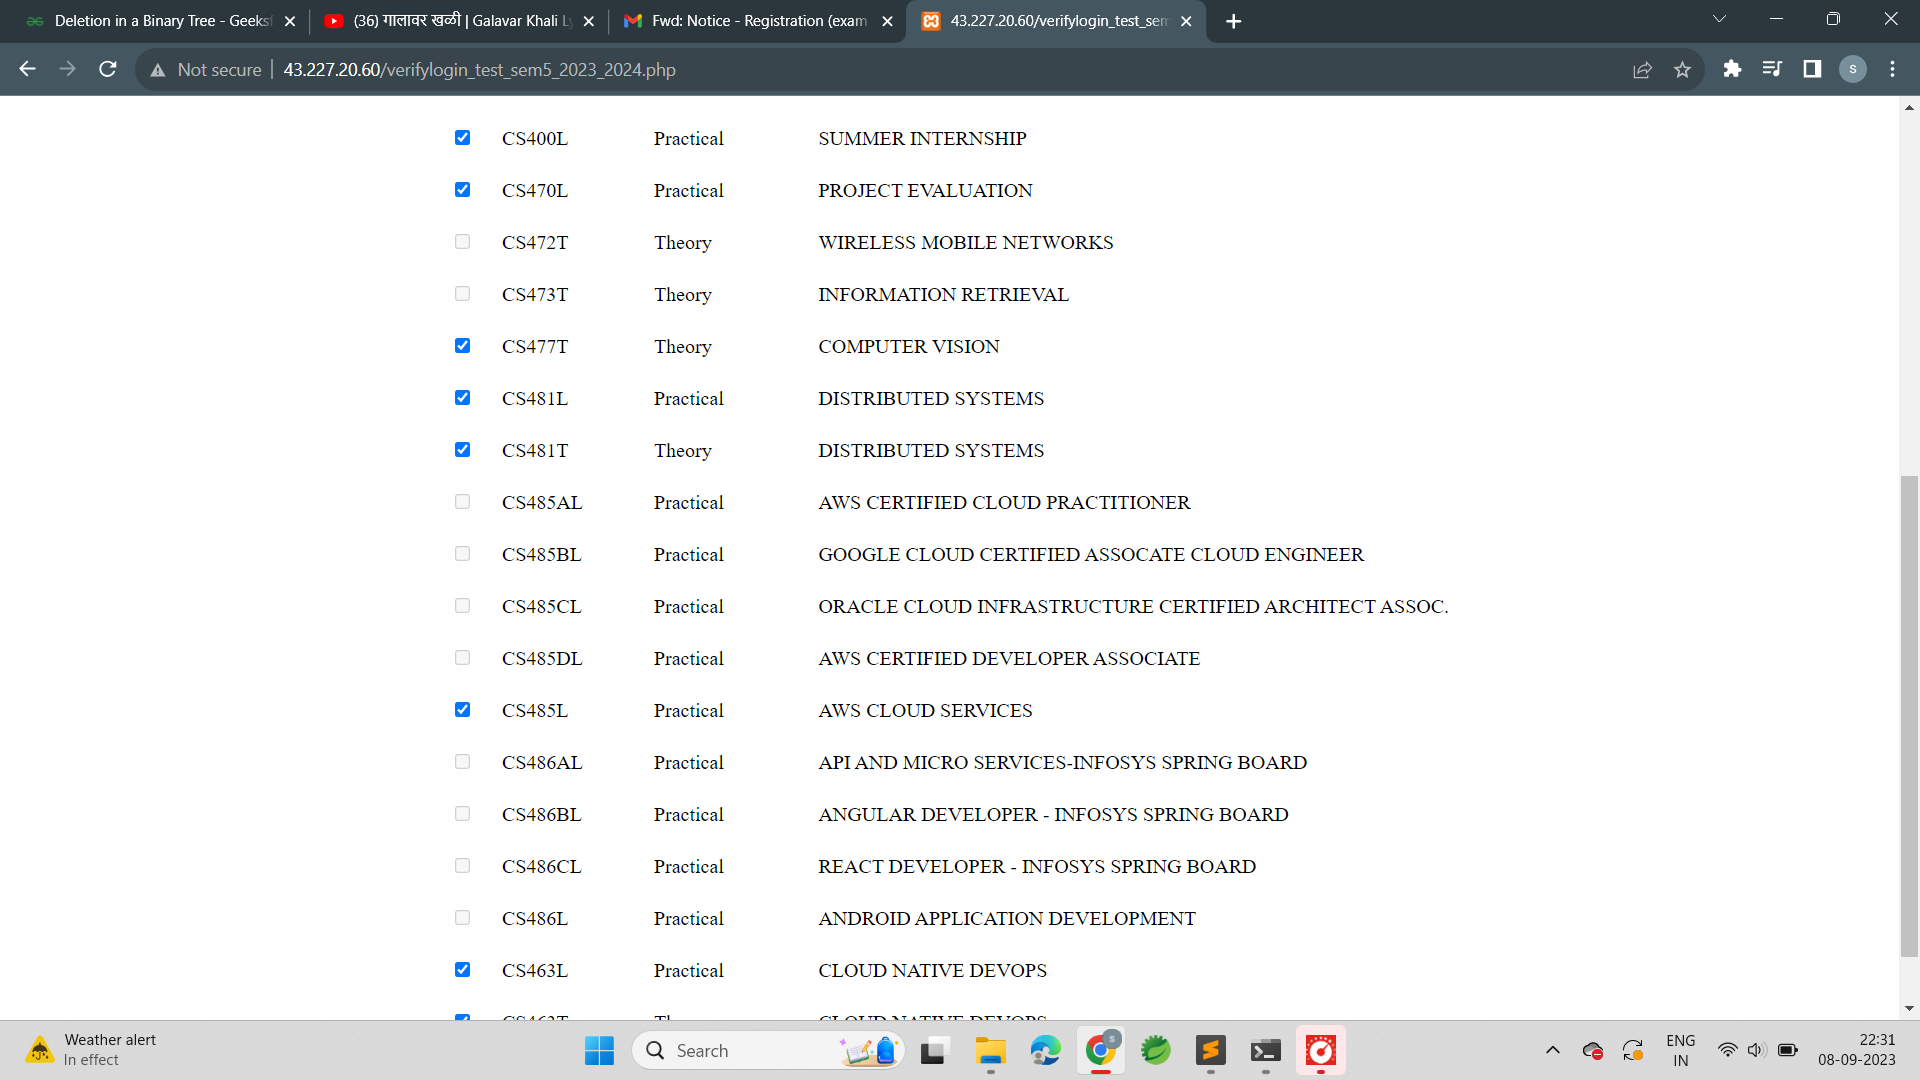 Deletion in a Binary Tree - Geeksf
(36) गालावर खळी | Galavar Khali Ly
Fwd: Notice - Registration (exam
43.227.20.60/verifylogin_test_sem
Not secure
43.227.20.60/verifylogin_test_sem5_2023_2024.php
S
CS400L Practical SUMMER INTERNSHIP
CS470L Practical PROJECT EVALUATION
CS472T Theory WIRELESS MOBILE NETWORKS
CS473T Theory INFORMATION RETRIEVAL
CS477T Theory COMPUTER VISION
CS481L Practical DISTRIBUTED SYSTEMS
CS481T Theory DISTRIBUTED SYSTEMS
CS485AL Practical AWS CERTIFIED CLOUD PRACTITIONER
CS485BL Practical GOOGLE CLOUD CERTIFIED ASSOCATE CLOUD ENGINEER
CS485CL Practical ORACLE CLOUD INFRASTRUCTURE CERTIFIED ARCHITECT ASSOC.
CS485DL Practical AWS CERTIFIED DEVELOPER ASSOCIATE
CS485L Practical AWS CLOUD SERVICES
CS486AL Practical API AND MICRO SERVICES-INFOSYS SPRING BOARD
CS486BL Practical ANGULAR DEVELOPER - INFOSYS SPRING BOARD
CS486CL Practical REACT DEVELOPER - INFOSYS SPRING BOARD
CS486L Practical ANDROID APPLICATION DEVELOPMENT
CS463L Practical CLOUD NATIVE DEVOPS
CS463T Th CLOUD NATIVE DEVOPS
Weather alert
In effect
Search
ENG
IN
22:31
08-09-2023